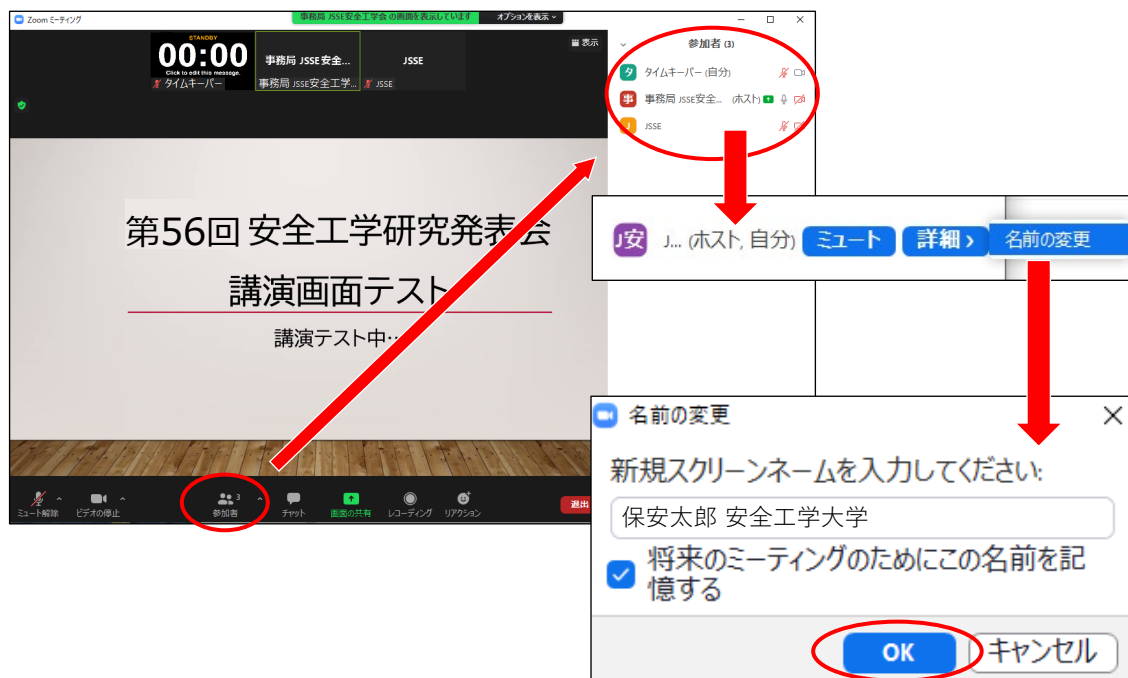 Zoom ミーティング
事務局 JSSE安全工学会 の画面を表示しています
オプションを表示
STANDBY
00:00
Click to edit this message.
タイムキーパー
事務局 JSSE 安全...
事務局 JSSE安全工学...
JSSE
JSSE
表示
参加者 (3)
タ タイムキーパー (自分)
事 事務局 JSSE安全... (ホスト)
J JSSE
第56回 安全工学研究発表会
講演画面テスト
講演テスト中…
ミュート解除
ビデオの停止
3
参加者
チャット
画面の共有
レコーディング
リアクション
退出
J安 J... (ホスト, 自分) ミュート 詳細 › 名前の変更
名前の変更
新規スクリーンネームを入力してください:
保安太郎 安全工学大学
将来のミーティングのためにこの名前を記
憶する
OK キャンセル